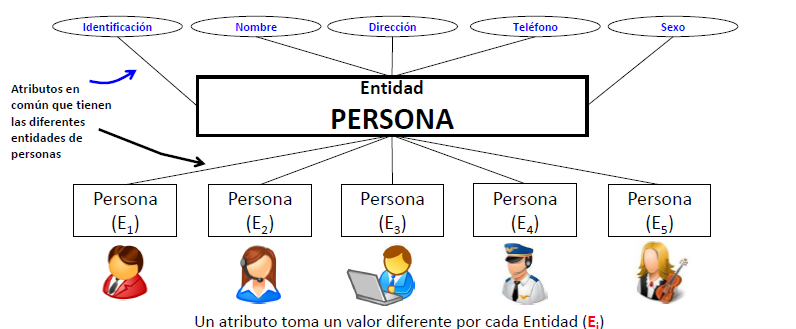 Identificación
Nombre
Dirección
Teléfono
Sexo
Entidad
PERSONA
Atributos en
común que tienen
las diferentes
entidades de
personas
Persona
(E1)
Persona
(E2)
Persona
(E3)
Persona
(E4)
Persona
(E5)
Un atributo toma un valor diferente por cada Entidad (Ei)